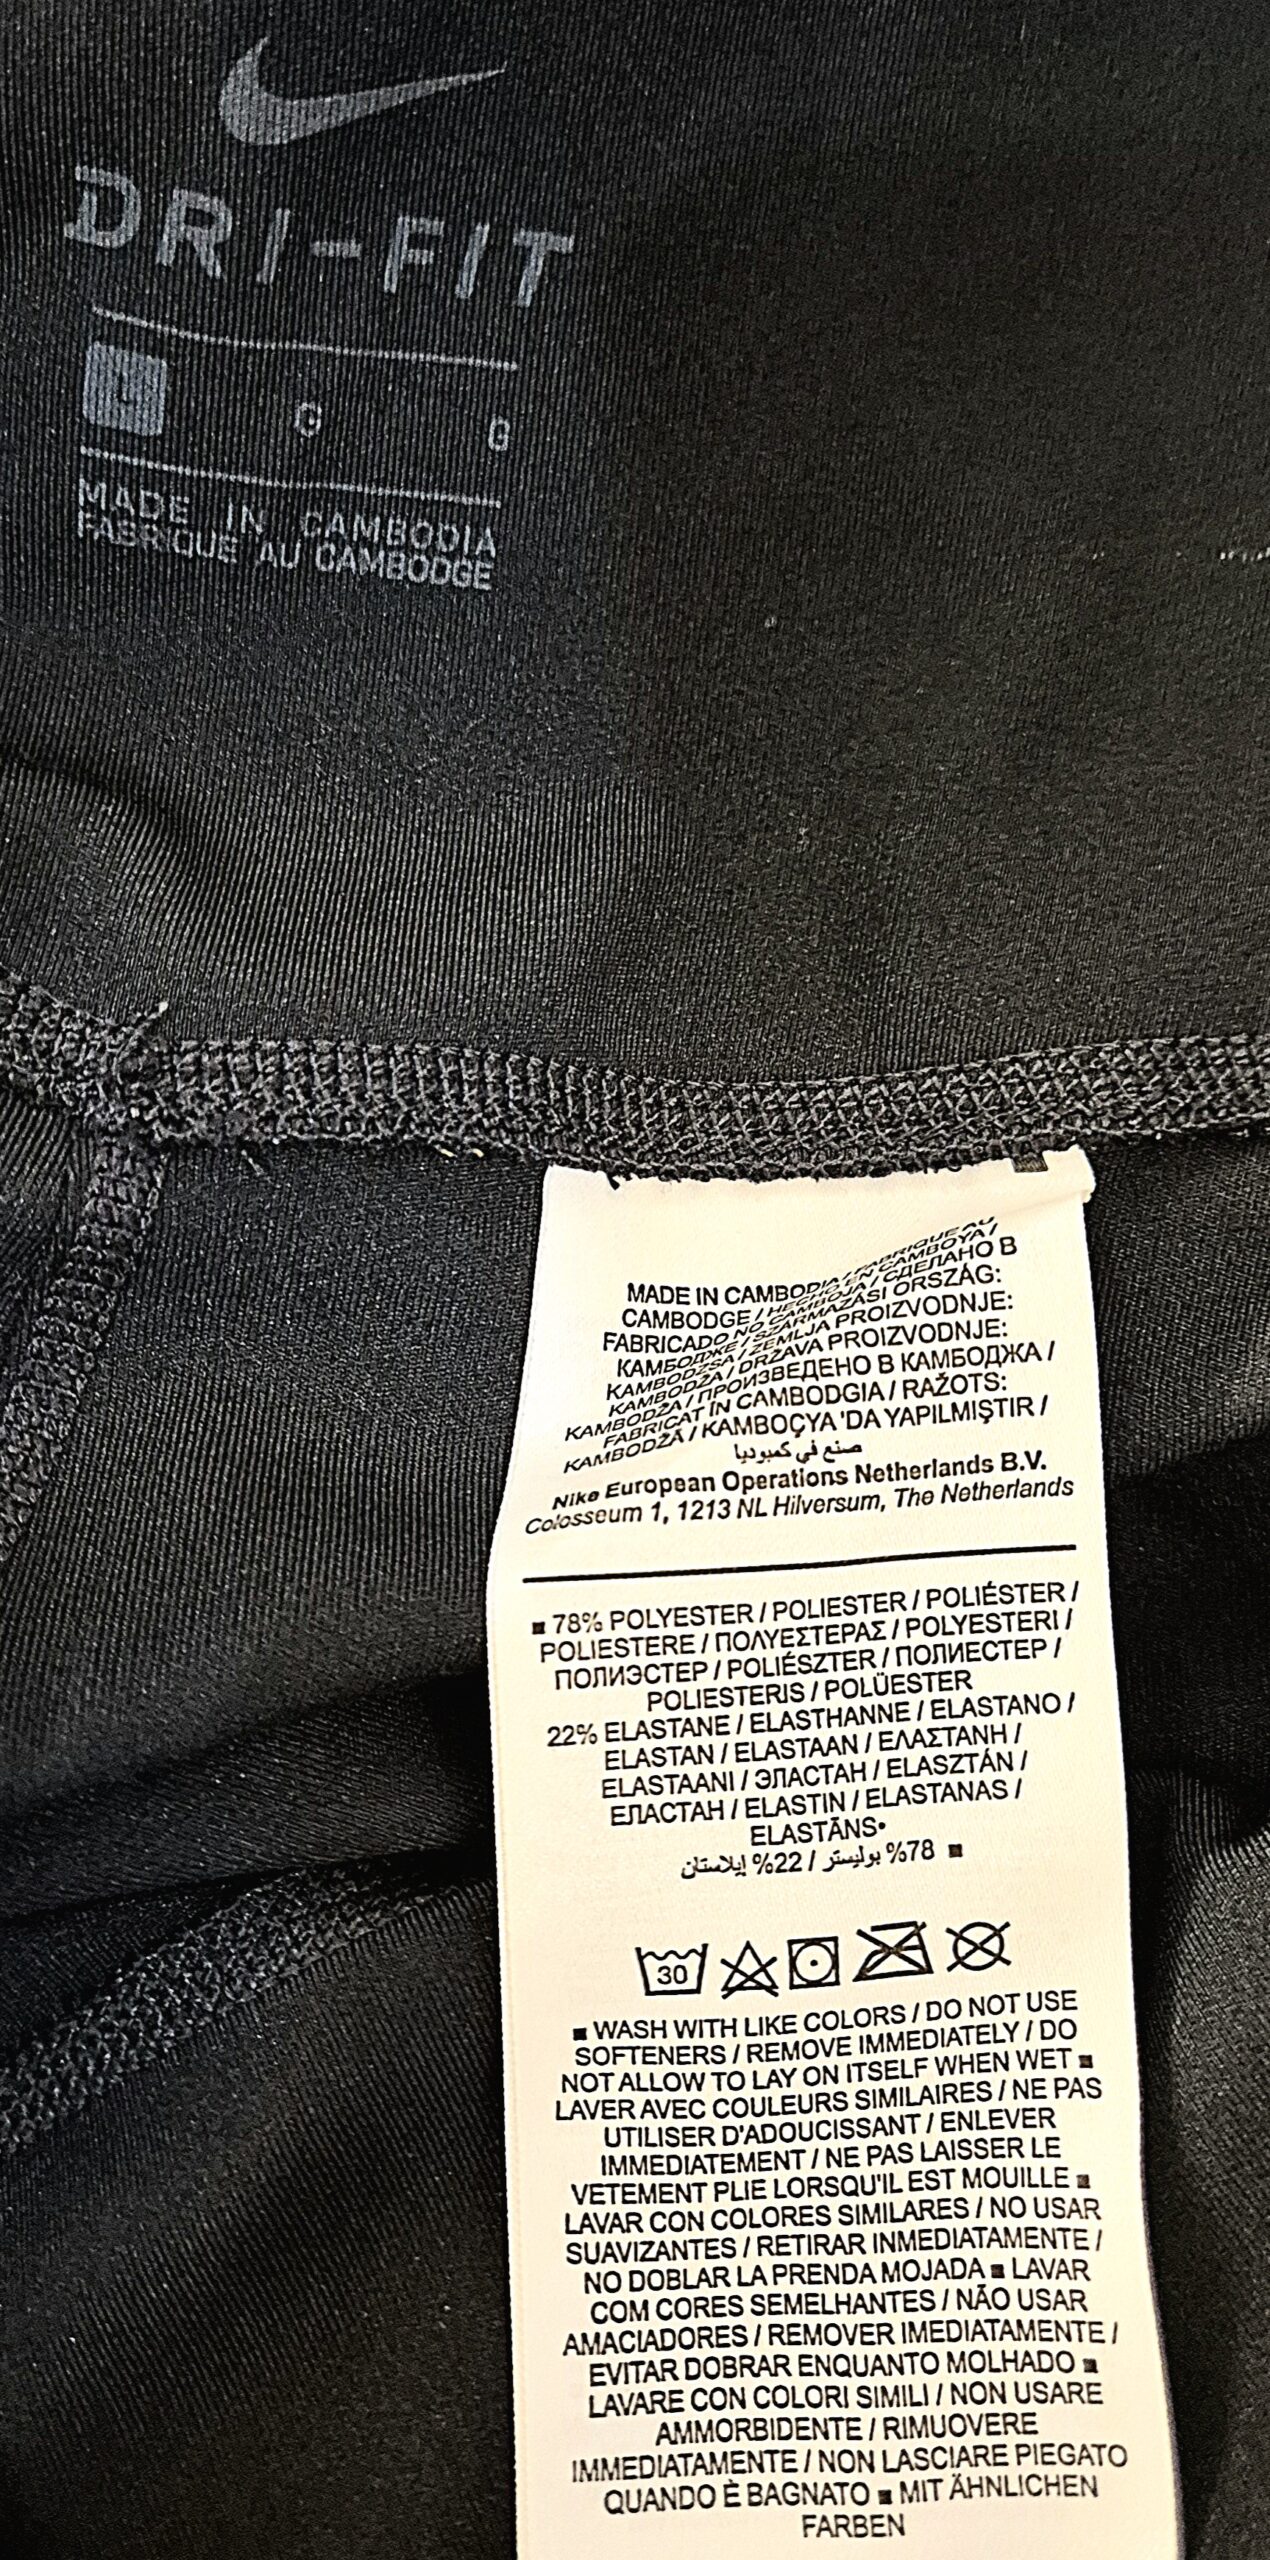 DRI-FIT
L G G
MADE IN CAMBODIA
FABRIQUE AU CAMBODGE
MADE IN CAMBODIA / FABRIQUE AU
CAMBODGE / HECHO EN CAMBOYA /
FABRICADO NO CAMBOJA / СДЕЛАНО В
КАМБОДЖЕ / SZÁRMAZÁSI ORSZÁG:
KAMBODZSA / ZEMLJA PROIZVODNJE:
KAMBODŽA / DRŽAVA PROIZVODNJE:
KAMBODŽA / ПРОИЗВЕДЕНО В КАМБОДЖА /
FABRICAT ÎN CAMBODGIA / RAŽOTS:
KAMBODŽĀ / KAMBOÇYA 'DA YAPILMIŞTIR /
صنع في كمبوديا
Nike European Operations Netherlands B.V.
Colosseum 1, 1213 NL Hilversum, The Netherlands
▪ 78% POLYESTER / POLIESTER / POLIÉSTER /
POLIESTERE / ΠΟΛΥΕΣΤΕΡΑΣ / POLYESTERI /
ПОЛИЭСТЕР / POLIÉSZTER / ПОЛИЕСТЕР /
POLIESTERIS / POLÜESTER
22% ELASTANE / ELASTHANNE / ELASTANO /
ELASTAN / ELASTAAN / ΕΛΑΣΤΑΝΗ /
ELASTAANI / ЭЛАСТАН / ELASZTÁN /
ЕЛАСТАН / ELASTIN / ELASTANAS /
ELASTĀNS•
▪ 78% بوليستر / 22% إيلاستان
30
▪ WASH WITH LIKE COLORS / DO NOT USE
SOFTENERS / REMOVE IMMEDIATELY / DO
NOT ALLOW TO LAY ON ITSELF WHEN WET ▪
LAVER AVEC COULEURS SIMILAIRES / NE PAS
UTILISER D'ADOUCISSANT / ENLEVER
IMMEDIATEMENT / NE PAS LAISSER LE
VETEMENT PLIE LORSQU'IL EST MOUILLE ▪
LAVAR CON COLORES SIMILARES / NO USAR
SUAVIZANTES / RETIRAR INMEDIATAMENTE /
NO DOBLAR LA PRENDA MOJADA ▪ LAVAR
COM CORES SEMELHANTES / NÃO USAR
AMACIADORES / REMOVER IMEDIATAMENTE /
EVITAR DOBRAR ENQUANTO MOLHADO ▪
LAVARE CON COLORI SIMILI / NON USARE
AMMORBIDENTE / RIMUOVERE
IMMEDIATAMENTE / NON LASCIARE PIEGATO
QUANDO È BAGNATO ▪ MIT ÄHNLICHEN
FARBEN